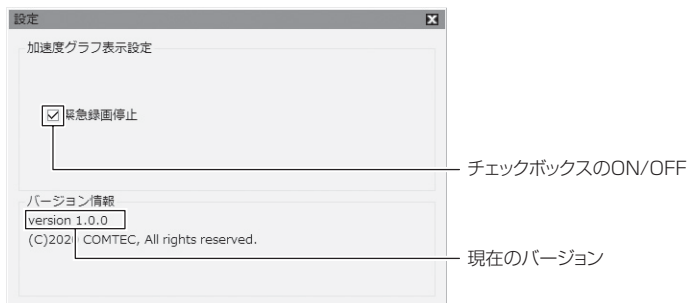 設定
加速度グラフ表示設定
緊急録画停止
チェックボックスのON/OFF
バージョン情報
version 1.0.0
(C)2020 COMTEC, All rights reserved.
現在のバージョン